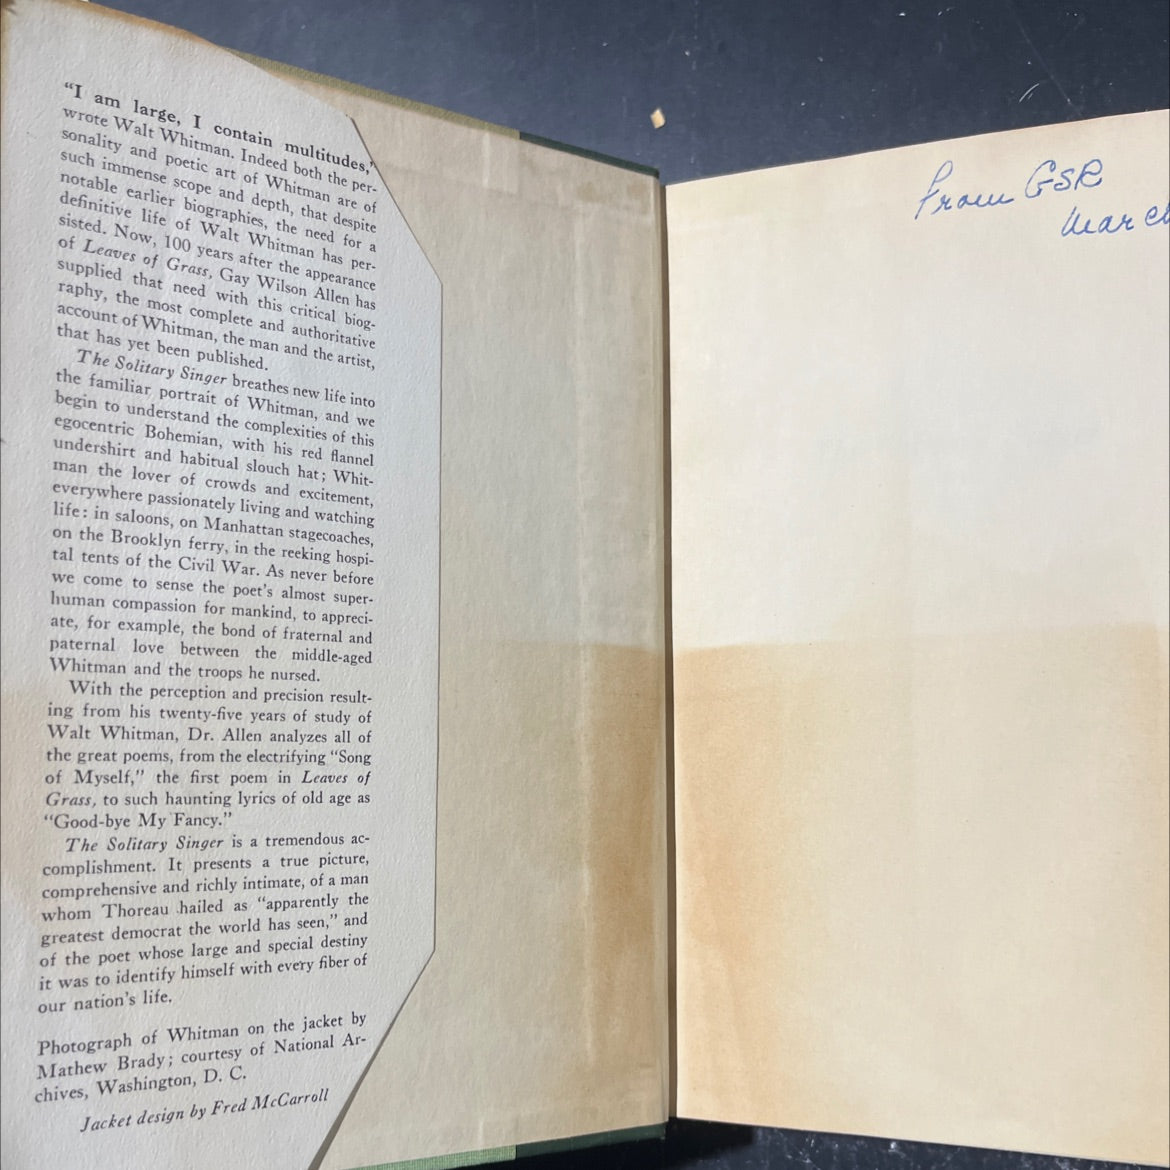 "I am large, I contain multitudes,"
wrote Walt Whitman. Indeed both the per-
sonality and poetic art of Whitman are of
such immense scope and depth, that despite
notable earlier biographies, the need for a
definitive life of Walt Whitman has per-
sisted. Now, 100 years after the appearance
of Leaves of Grass, Gay Wilson Allen has
supplied that need with this critical biog-
raphy, the most complete and authoritative
account of Whitman, the man and the artist,
that has yet been published.
The Solitary Singer breathes new life into
the familiar portrait of Whitman, and we
begin to understand the complexities of this
egocentric Bohemian, with his red flannel
undershirt and habitual slouch hat; Whit-
man the lover of crowds and excitement,
everywhere passionately living and watching
life: in saloons, on Manhattan stagecoaches,
on the Brooklyn ferry, in the reeking hospi-
tal tents of the Civil War. As never before
we come to sense the poet's almost super-
human compassion for mankind, to appreci-
ate, for example, the bond of fraternal and
paternal love between the middle-aged
Whitman and the troops he nursed.
With the perception and precision result-
ing from his twenty-five years of study of
Walt Whitman, Dr. Allen analyzes all of
the great poems, from the electrifying "Song
of Myself," the first poem in Leaves of
Grass, to such haunting lyrics of old age as
"Good-bye My Fancy."
The Solitary Singer is a tremendous ac-
complishment. It presents a true picture,
comprehensive and richly intimate, of a man
whom Thoreau hailed as "apparently the
greatest democrat the world has seen," and
of the poet whose large and special destiny
it was to identify himself with every fiber of
our nation's life.
Photograph of Whitman on the jacket by
Mathew Brady; courtesy of National Ar-
chives, Washington, D. C.
Jacket design by Fred McCarroll
From GSR
March